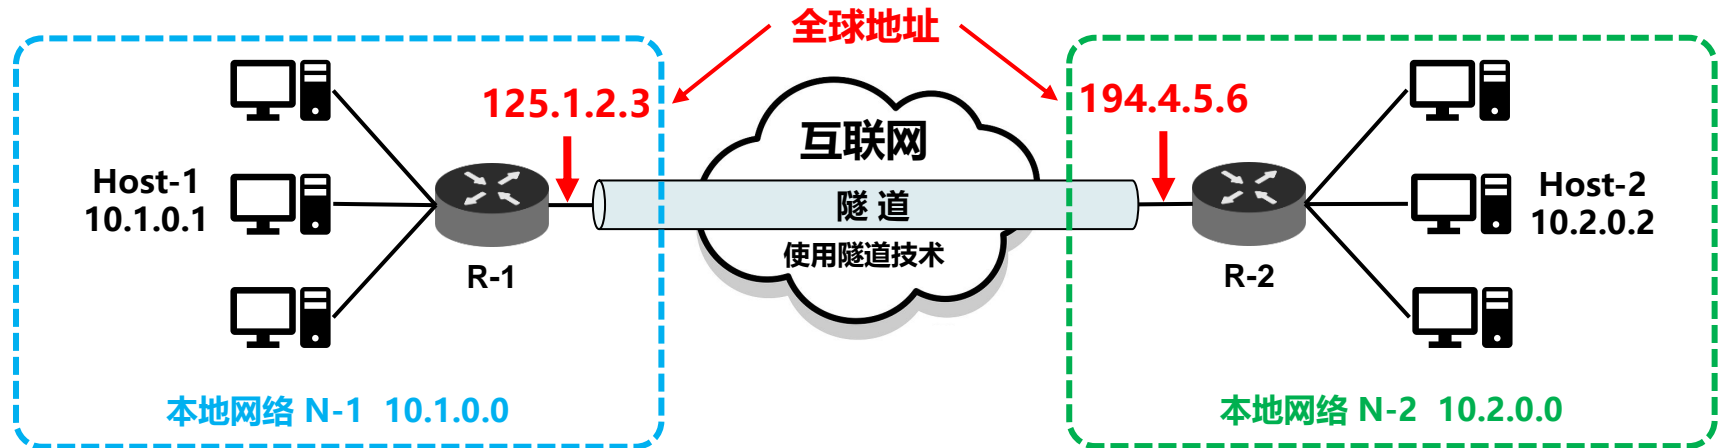 全球地址
125.1.2.3
194.4.5.6
互联网
Host-1
10.1.0.1
隧 道
Host-2
10.2.0.2
使用隧道技术
R-1
R-2
本地网络 N-1 10.1.0.0
本地网络 N-2 10.2.0.0